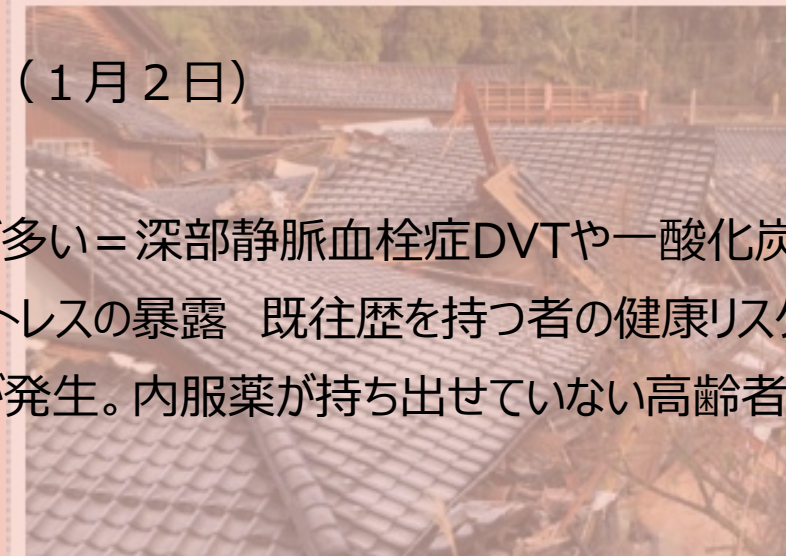 （１月２日）
多い＝深部静脈血栓症DVTや一酸化炭
トレスの暴露　既往歴を持つ者の健康リスク
が発生。内服薬が持ち出せていない高齢者